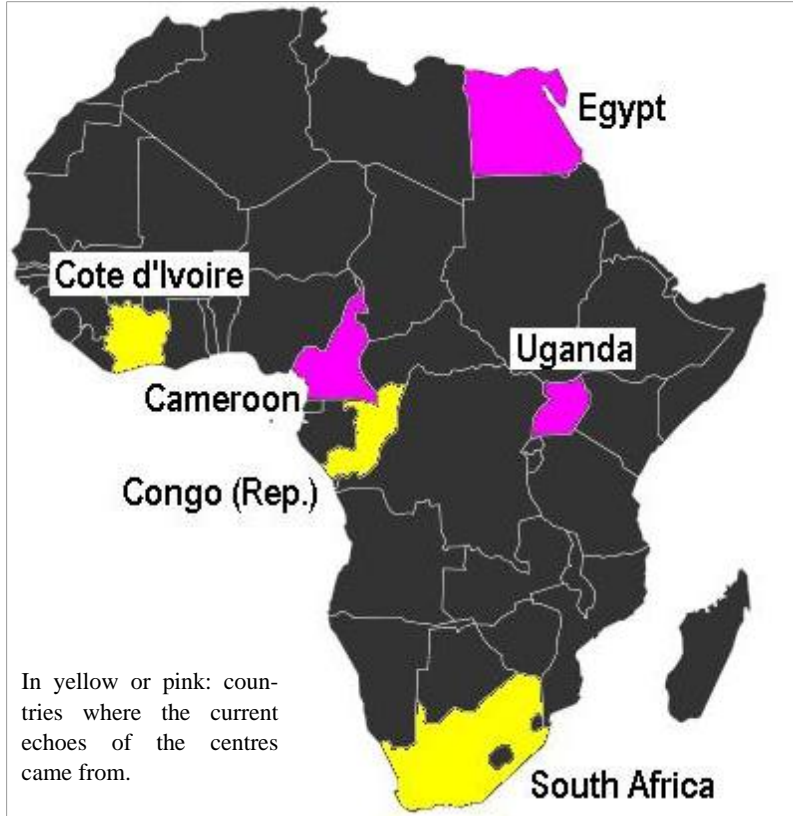 Egypt
Cote d'Ivoire
Uganda
Cameroon
Congo (Rep.)
In yellow or pink: coun-
tries where the current
echoes of the centres
came from.
South Africa